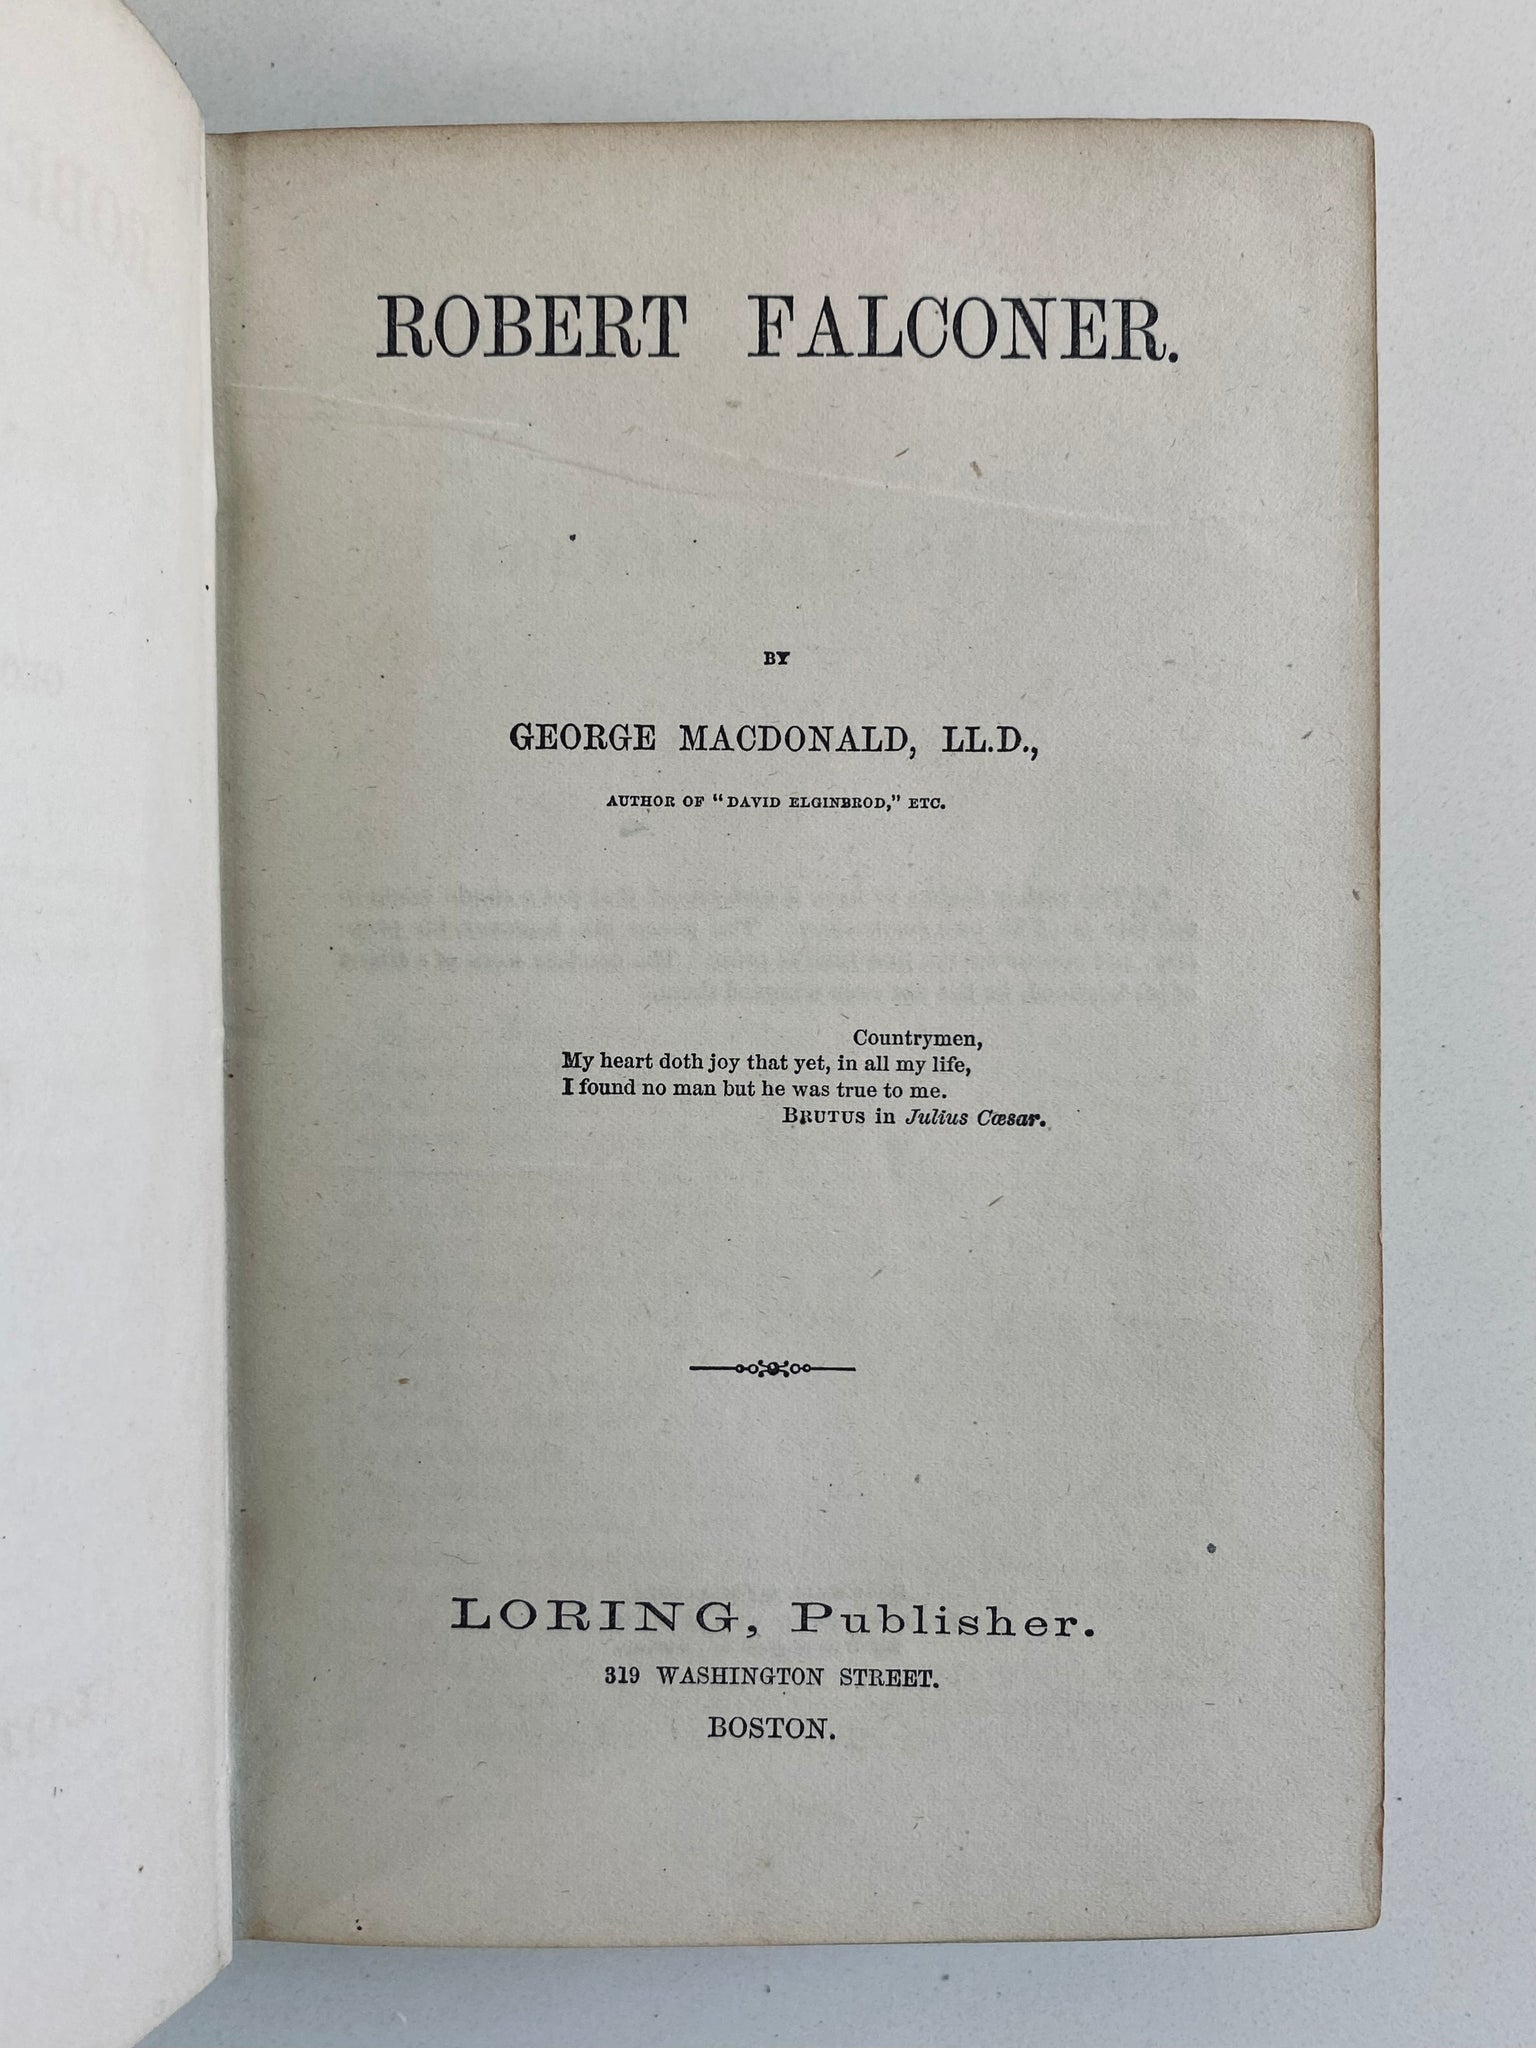 ROBERT FALCONER.
BY
GEORGE MACDONALD, LL.D.,
AUTHOR OF "DAVID ELGINBROD," ETC.
Countrymen,
My heart doth joy that yet, in all my life,
I found no man but he was true to me.
BRUTUS in Julius Cæsar.
LORING, Publisher.
319 WASHINGTON STREET.
BOSTON.